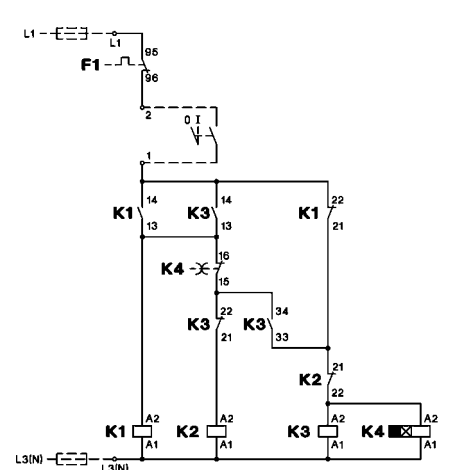 L1
L1
95
F1
96
2
0 I
1
14 14 22
K1 K3 K1
13 13 21
16
K4
15
22 34
K3 K3
21 33
21
K2
22
A2 A2 A2 A2
K1 K2 K3 K4
A1 A1 A1 A1
L3(N)
L3(N)